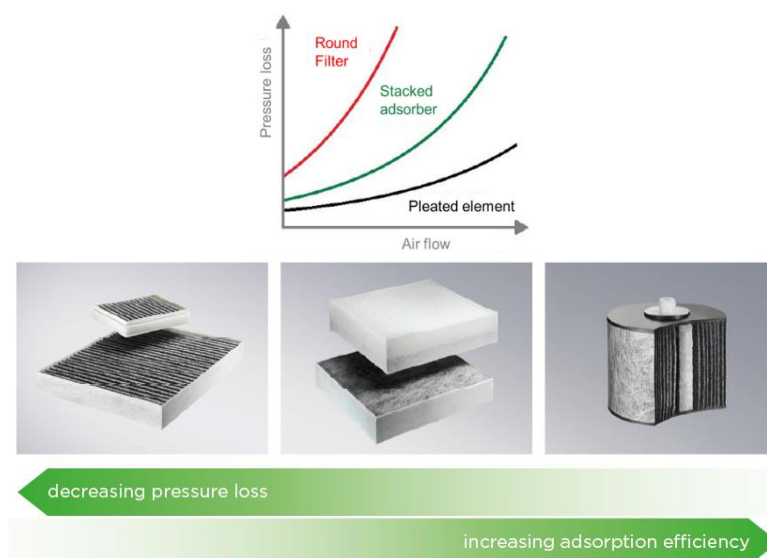 Round
Filter
Stacked
adsorber
Pleated element
Pressure loss
Air flow
decreasing pressure loss
increasing adsorption efficiency